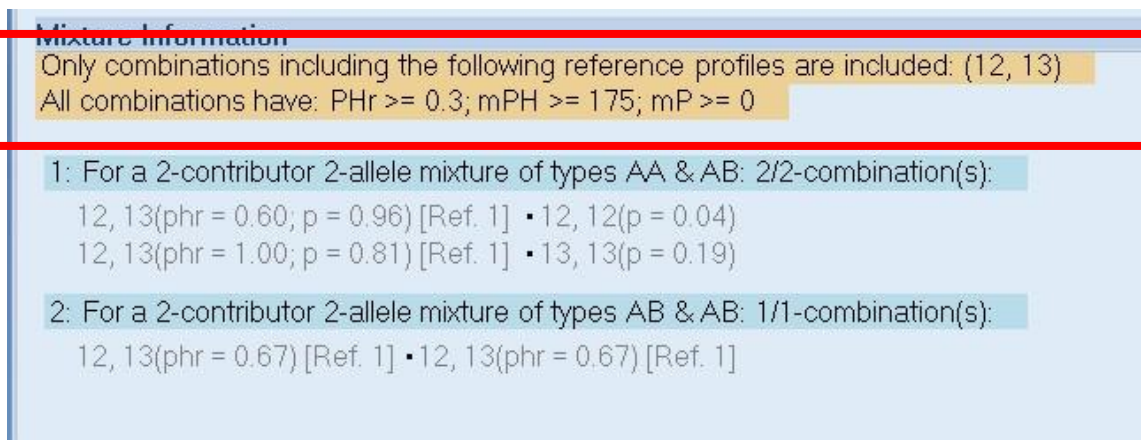 Mixture Information
Only combinations including the following reference profiles are included: (12, 13)
All combinations have: PHr >= 0.3; mPH >= 175; mP >= 0
1: For a 2-contributor 2-allele mixture of types AA & AB: 2/2-combination(s):
12, 13(phr = 0.60; p = 0.96) [Ref. 1] ▪ 12, 12(p = 0.04)
12, 13(phr = 1.00; p = 0.81) [Ref. 1] ▪ 13, 13(p = 0.19)
2: For a 2-contributor 2-allele mixture of types AB & AB: 1/1-combination(s):
12, 13(phr = 0.67) [Ref. 1] ▪ 12, 13(phr = 0.67) [Ref. 1]